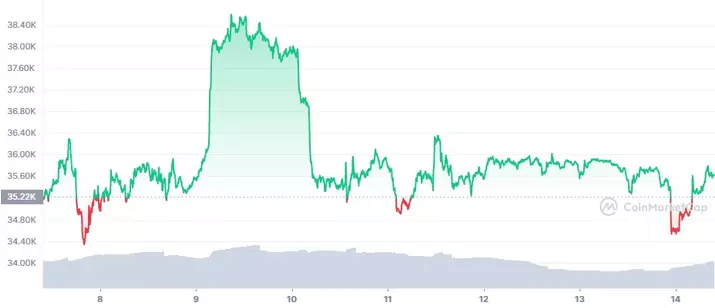 38.40K
38.00K
37.60K
37.20K
36.80K
36.40K
36.00K
35.60K
35.22K
34.80K
34.40K
34.00K
CoinMarketCap
8 9 10 11 12 13 14